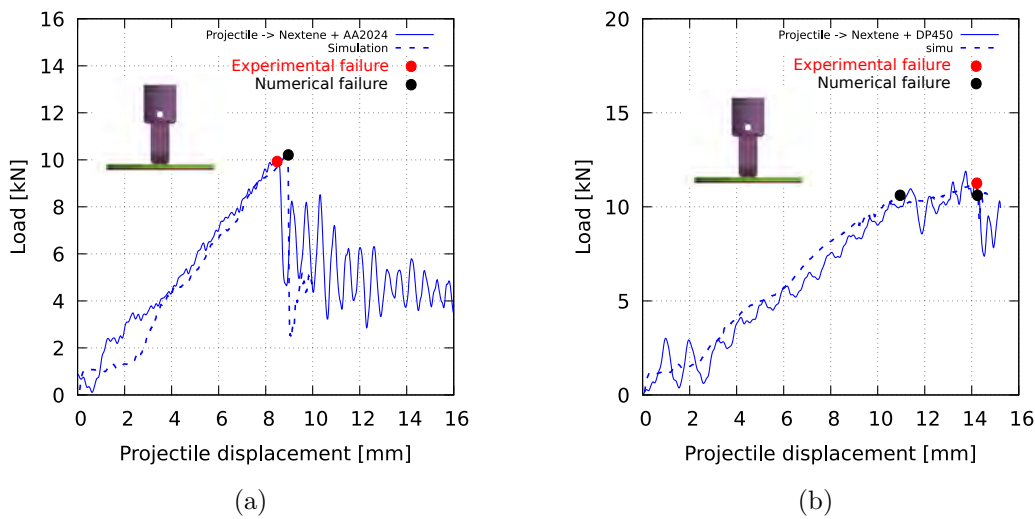 16
14
12
10
8
6
4
2
0
Load [kN]
Projectile -> Nextene + AA2024
Simulation
Experimental failure
Numerical failure
0 2 4 6 8 10 12 14 16
Projectile displacement [mm]
(a)
20
15
10
5
0
Load [kN]
Projectile -> Nextene + DP450
simu
Experimental failure
Numerical failure
0 2 4 6 8 10 12 14 16
Projectile displacement [mm]
(b)